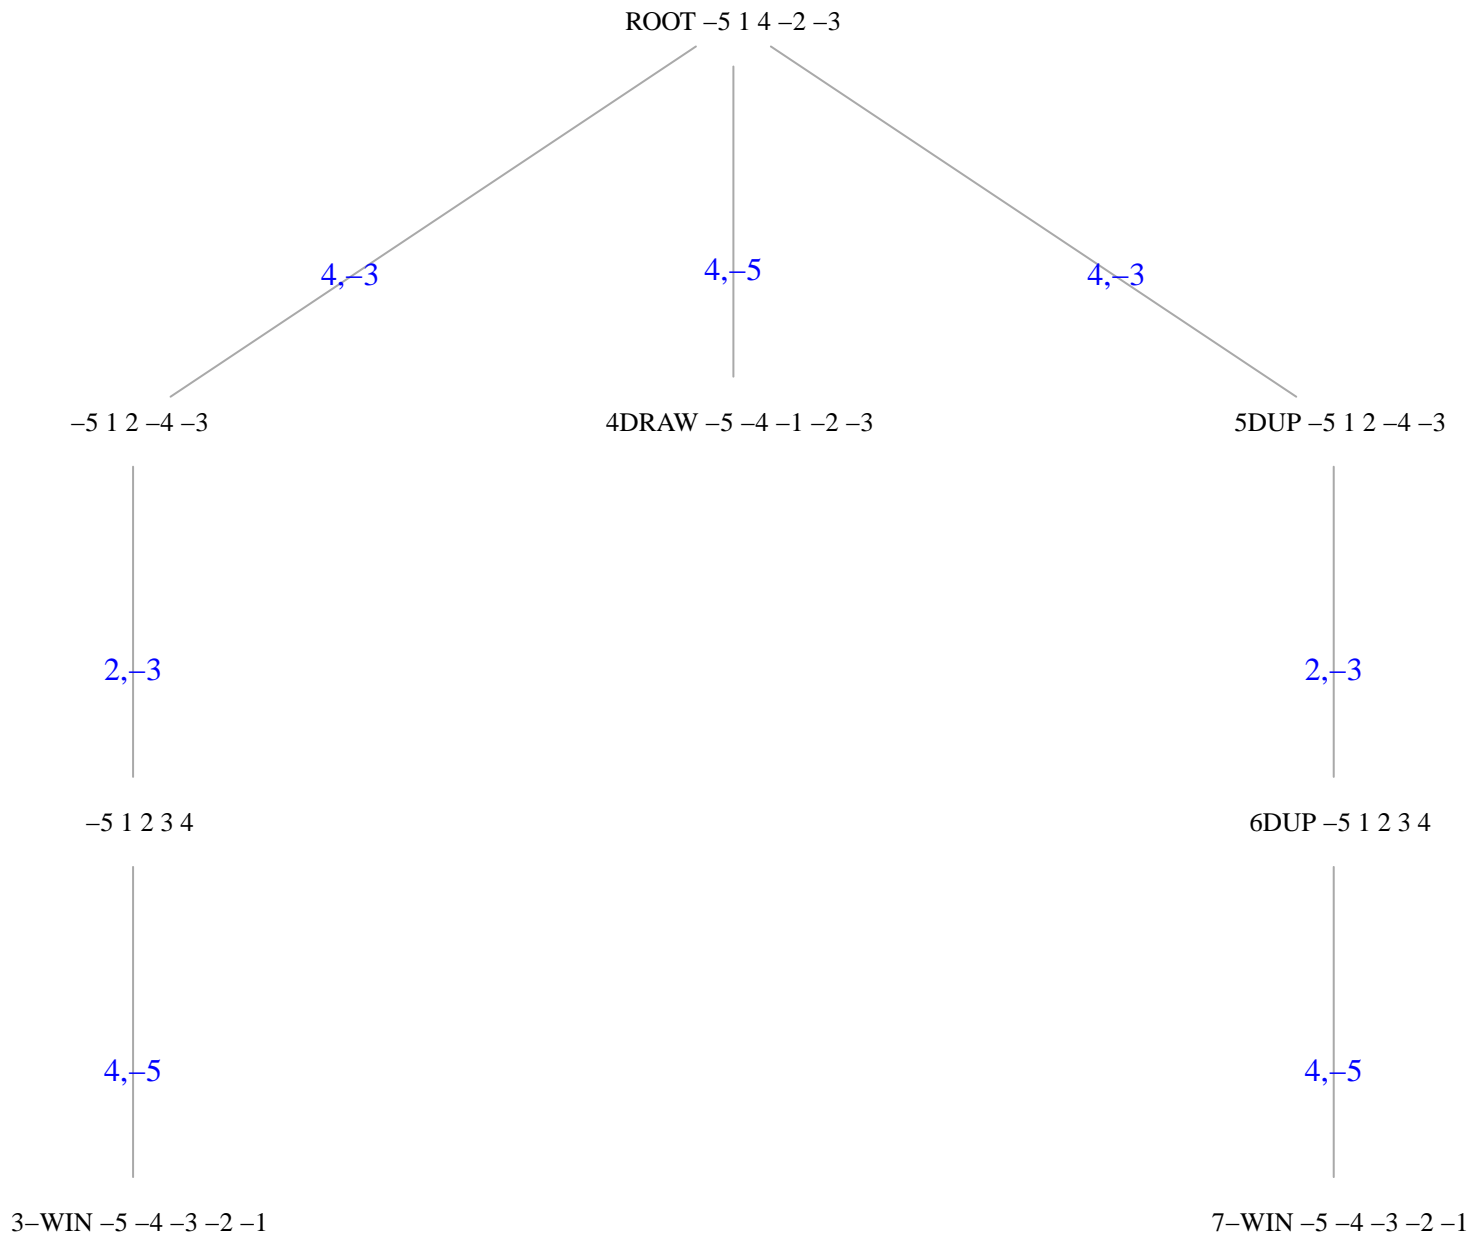 ROOT –5 1 4 –2 –3
4,–3
4,–5
4,–3
–5 1 2 –4 –3
4DRAW –5 –4 –1 –2 –3
5DUP –5 1 2 –4 –3
2,–3
2,–3
–5 1 2 3 4
6DUP –5 1 2 3 4
4,–5
4,–5
3–WIN –5 –4 –3 –2 –1
7–WIN –5 –4 –3 –2 –1